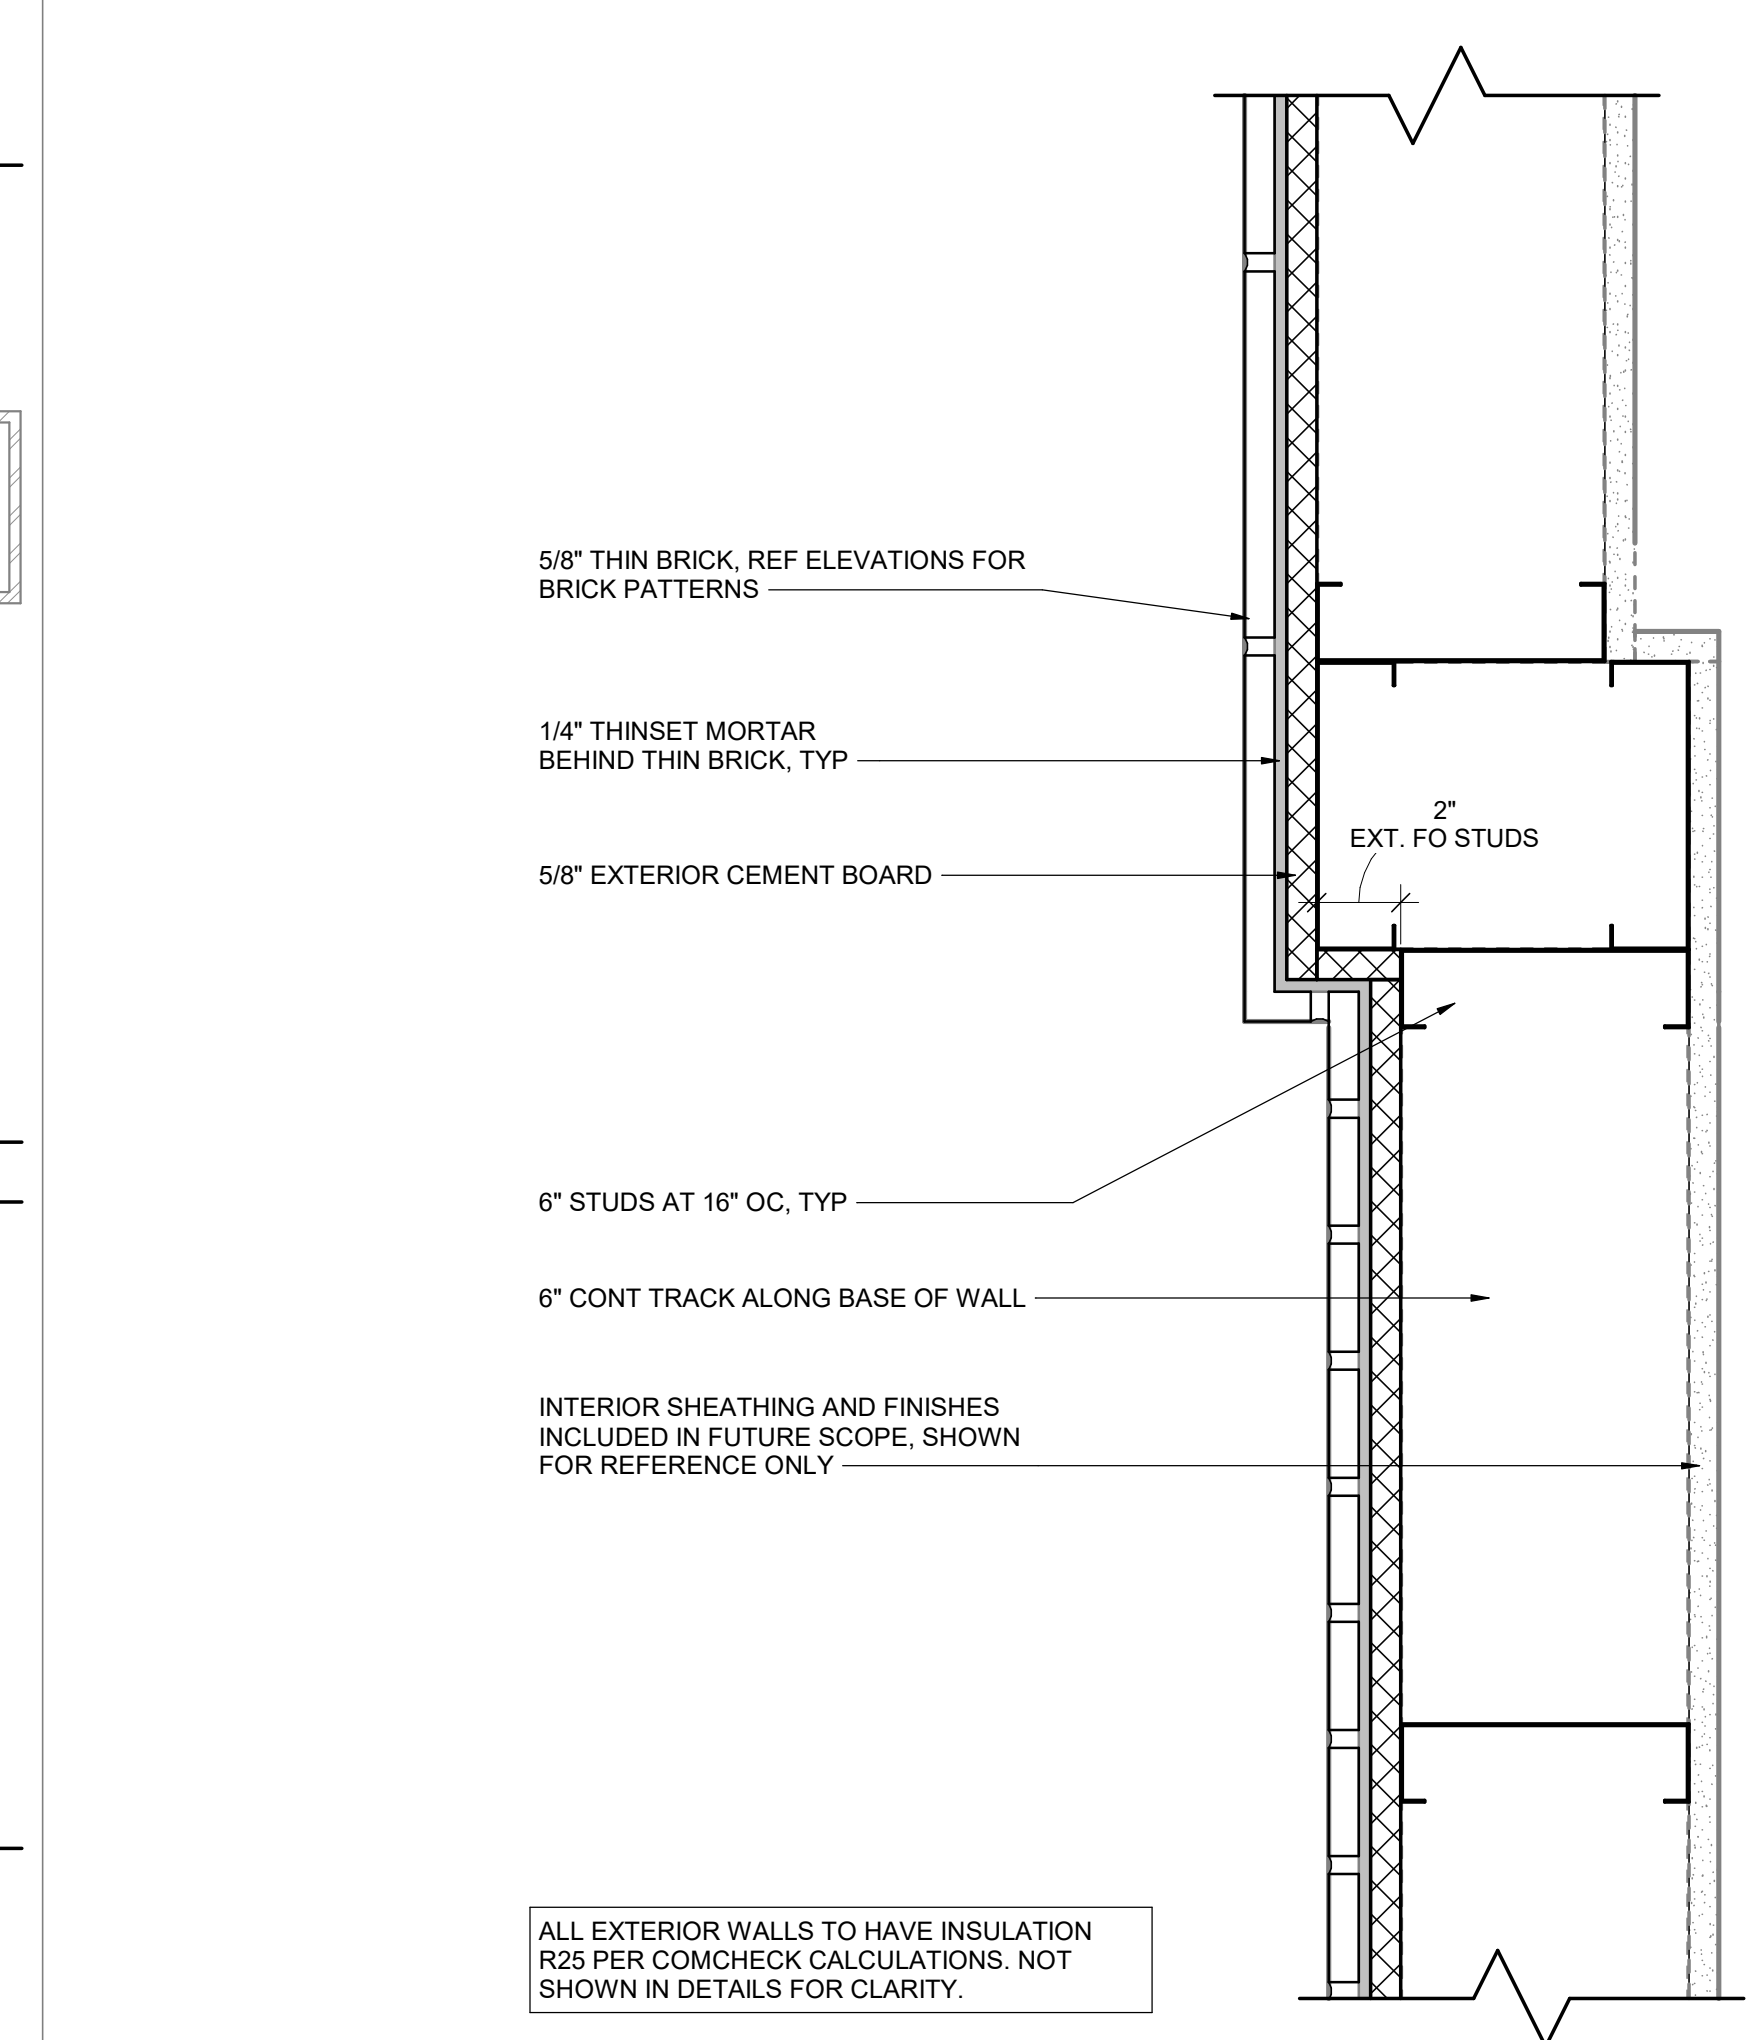 5/8" THIN BRICK, REF ELEVATIONS FOR
BRICK PATTERNS
1/4" THINSET MORTAR
BEHIND THIN BRICK, TYP
2"
EXT. FO STUDS
5/8" EXTERIOR CEMENT BOARD
6" STUDS AT 16" OC, TYP
6" CONT TRACK ALONG BASE OF WALL
INTERIOR SHEATHING AND FINISHES
INCLUDED IN FUTURE SCOPE, SHOWN
FOR REFERENCE ONLY
ALL EXTERIOR WALLS TO HAVE INSULATION
R25 PER COMCHECK CALCULATIONS. NOT
SHOWN IN DETAILS FOR CLARITY.